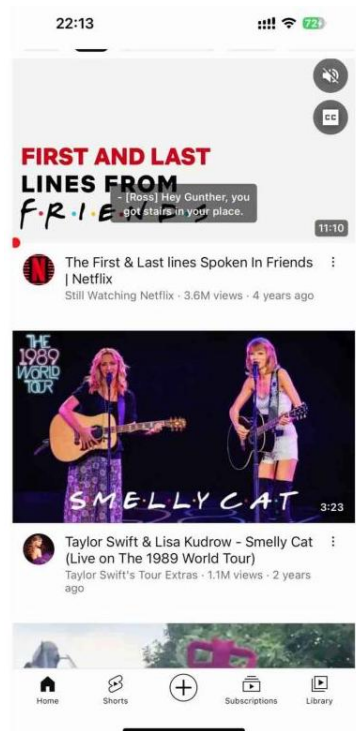 22:13
72
CC
FIRST AND LAST
LINES FROM
F·R·I·E·N·D·S
- [Ross] Hey Gunther, you
got stairs in your place.
11:10
The First & Last lines Spoken In Friends
| Netflix
Still Watching Netflix · 3.6M views · 4 years ago
THE
1989
WORLD
TOUR
SMELLY CAT
3:23
Taylor Swift & Lisa Kudrow - Smelly Cat
(Live on The 1989 World Tour)
Taylor Swift's Tour Extras · 1.1M views · 2 years
ago
Home
Shorts
Subscriptions
Library